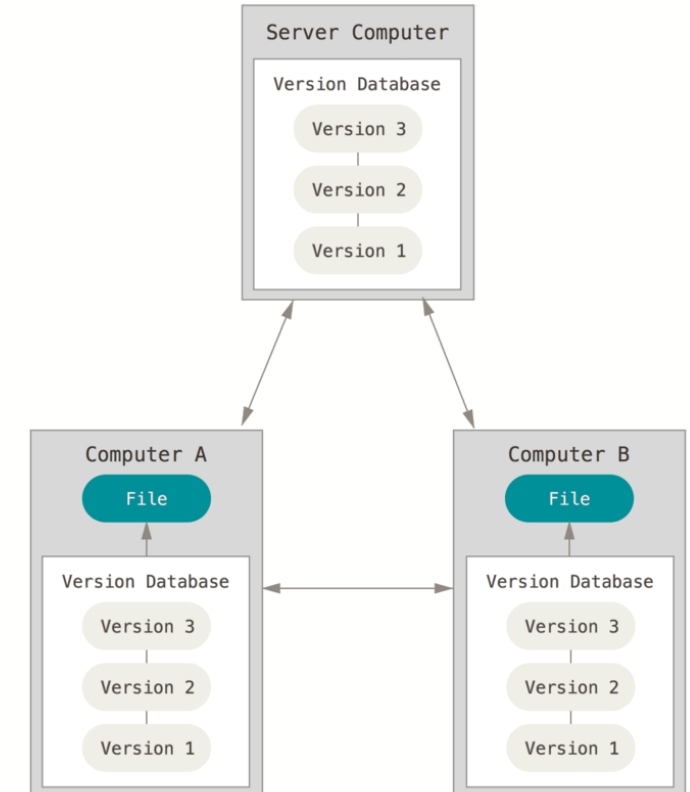 Server Computer
Version Database
Version 3
Version 2
Version 1
Computer A
File
Version Database
Version 3
Version 2
Version 1
Computer B
File
Version Database
Version 3
Version 2
Version 1